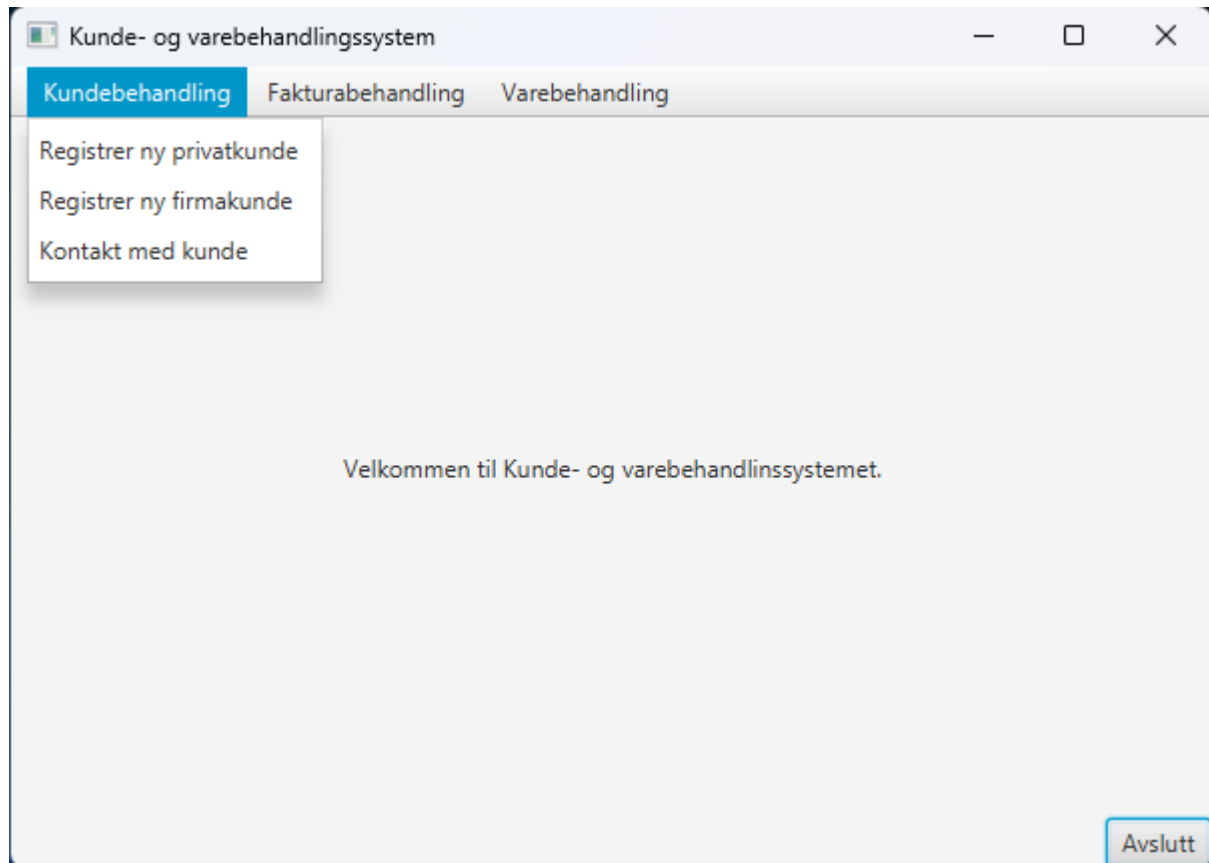 Kunde- og varebehandlingssystem
Kundebehandling Fakturabehandling Varebehandling
Registrer ny privatkunde
Registrer ny firmakunde
Kontakt med kunde
Velkommen til Kunde- og varebehandlinssystemet.
Avslutt